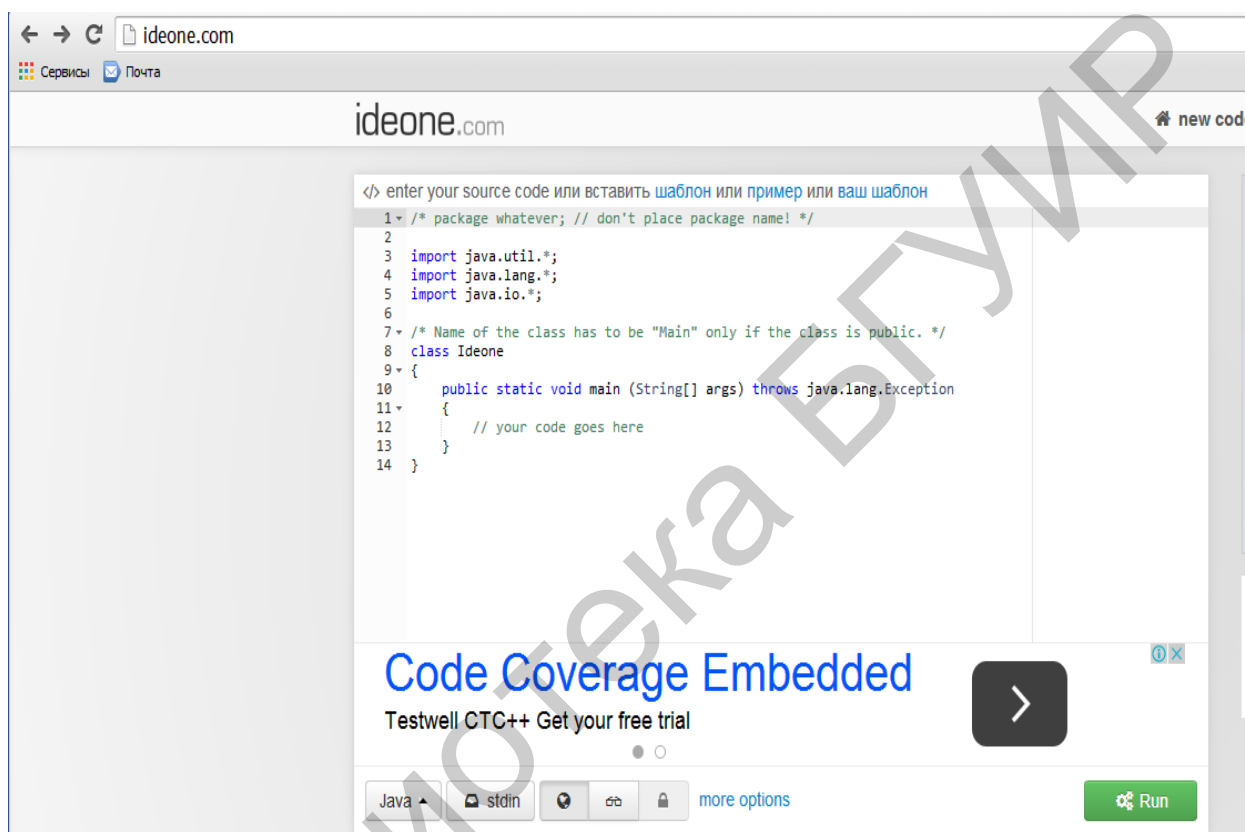 ideone.com
Сервисы Почта
ideone.com
new code
</> enter your source code или вставить шаблон или пример или ваш шаблон
1 /* package whatever; // don't place package name! */
2
3 import java.util.*;
4 import java.lang.*;
5 import java.io.*;
6
7 /* Name of the class has to be "Main" only if the class is public. */
8 class Ideone
9 {
10 public static void main (String[] args) throws java.lang.Exception
11 {
12 // your code goes here
13 }
14 }
Code Coverage Embedded
Testwell CTC++ Get your free trial
Java stdin more options Run
иотека БГУИР